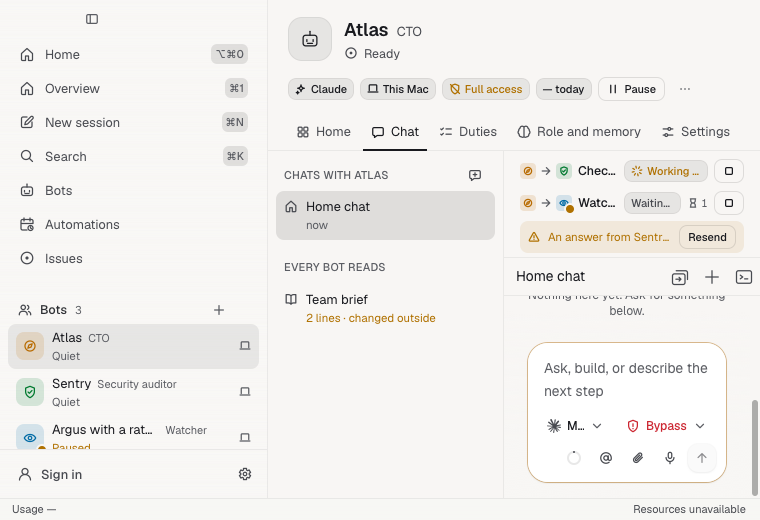 Home ⌥⌘0
Overview ⌘1
New session ⌘N
Search ⌘K
Bots
Automations
Issues
Bots 3
Atlas CTO
Quiet
Sentry Security auditor
Quiet
Argus with a rat... Watcher
Paused
Sign in
Atlas CTO
Ready
Claude This Mac Full access — today Pause ...
Home Chat Duties Role and memory Settings
CHATS WITH ATLAS
Home chat
now
EVERY BOT READS
Team brief
2 lines · changed outside
Chec... Working ...
Watc... Waitin... 1
An answer from Sentr... Resend
Home chat
Nothing here yet. Ask for something
below.
Ask, build, or describe the
next step
M... Bypass
Usage — Resources unavailable